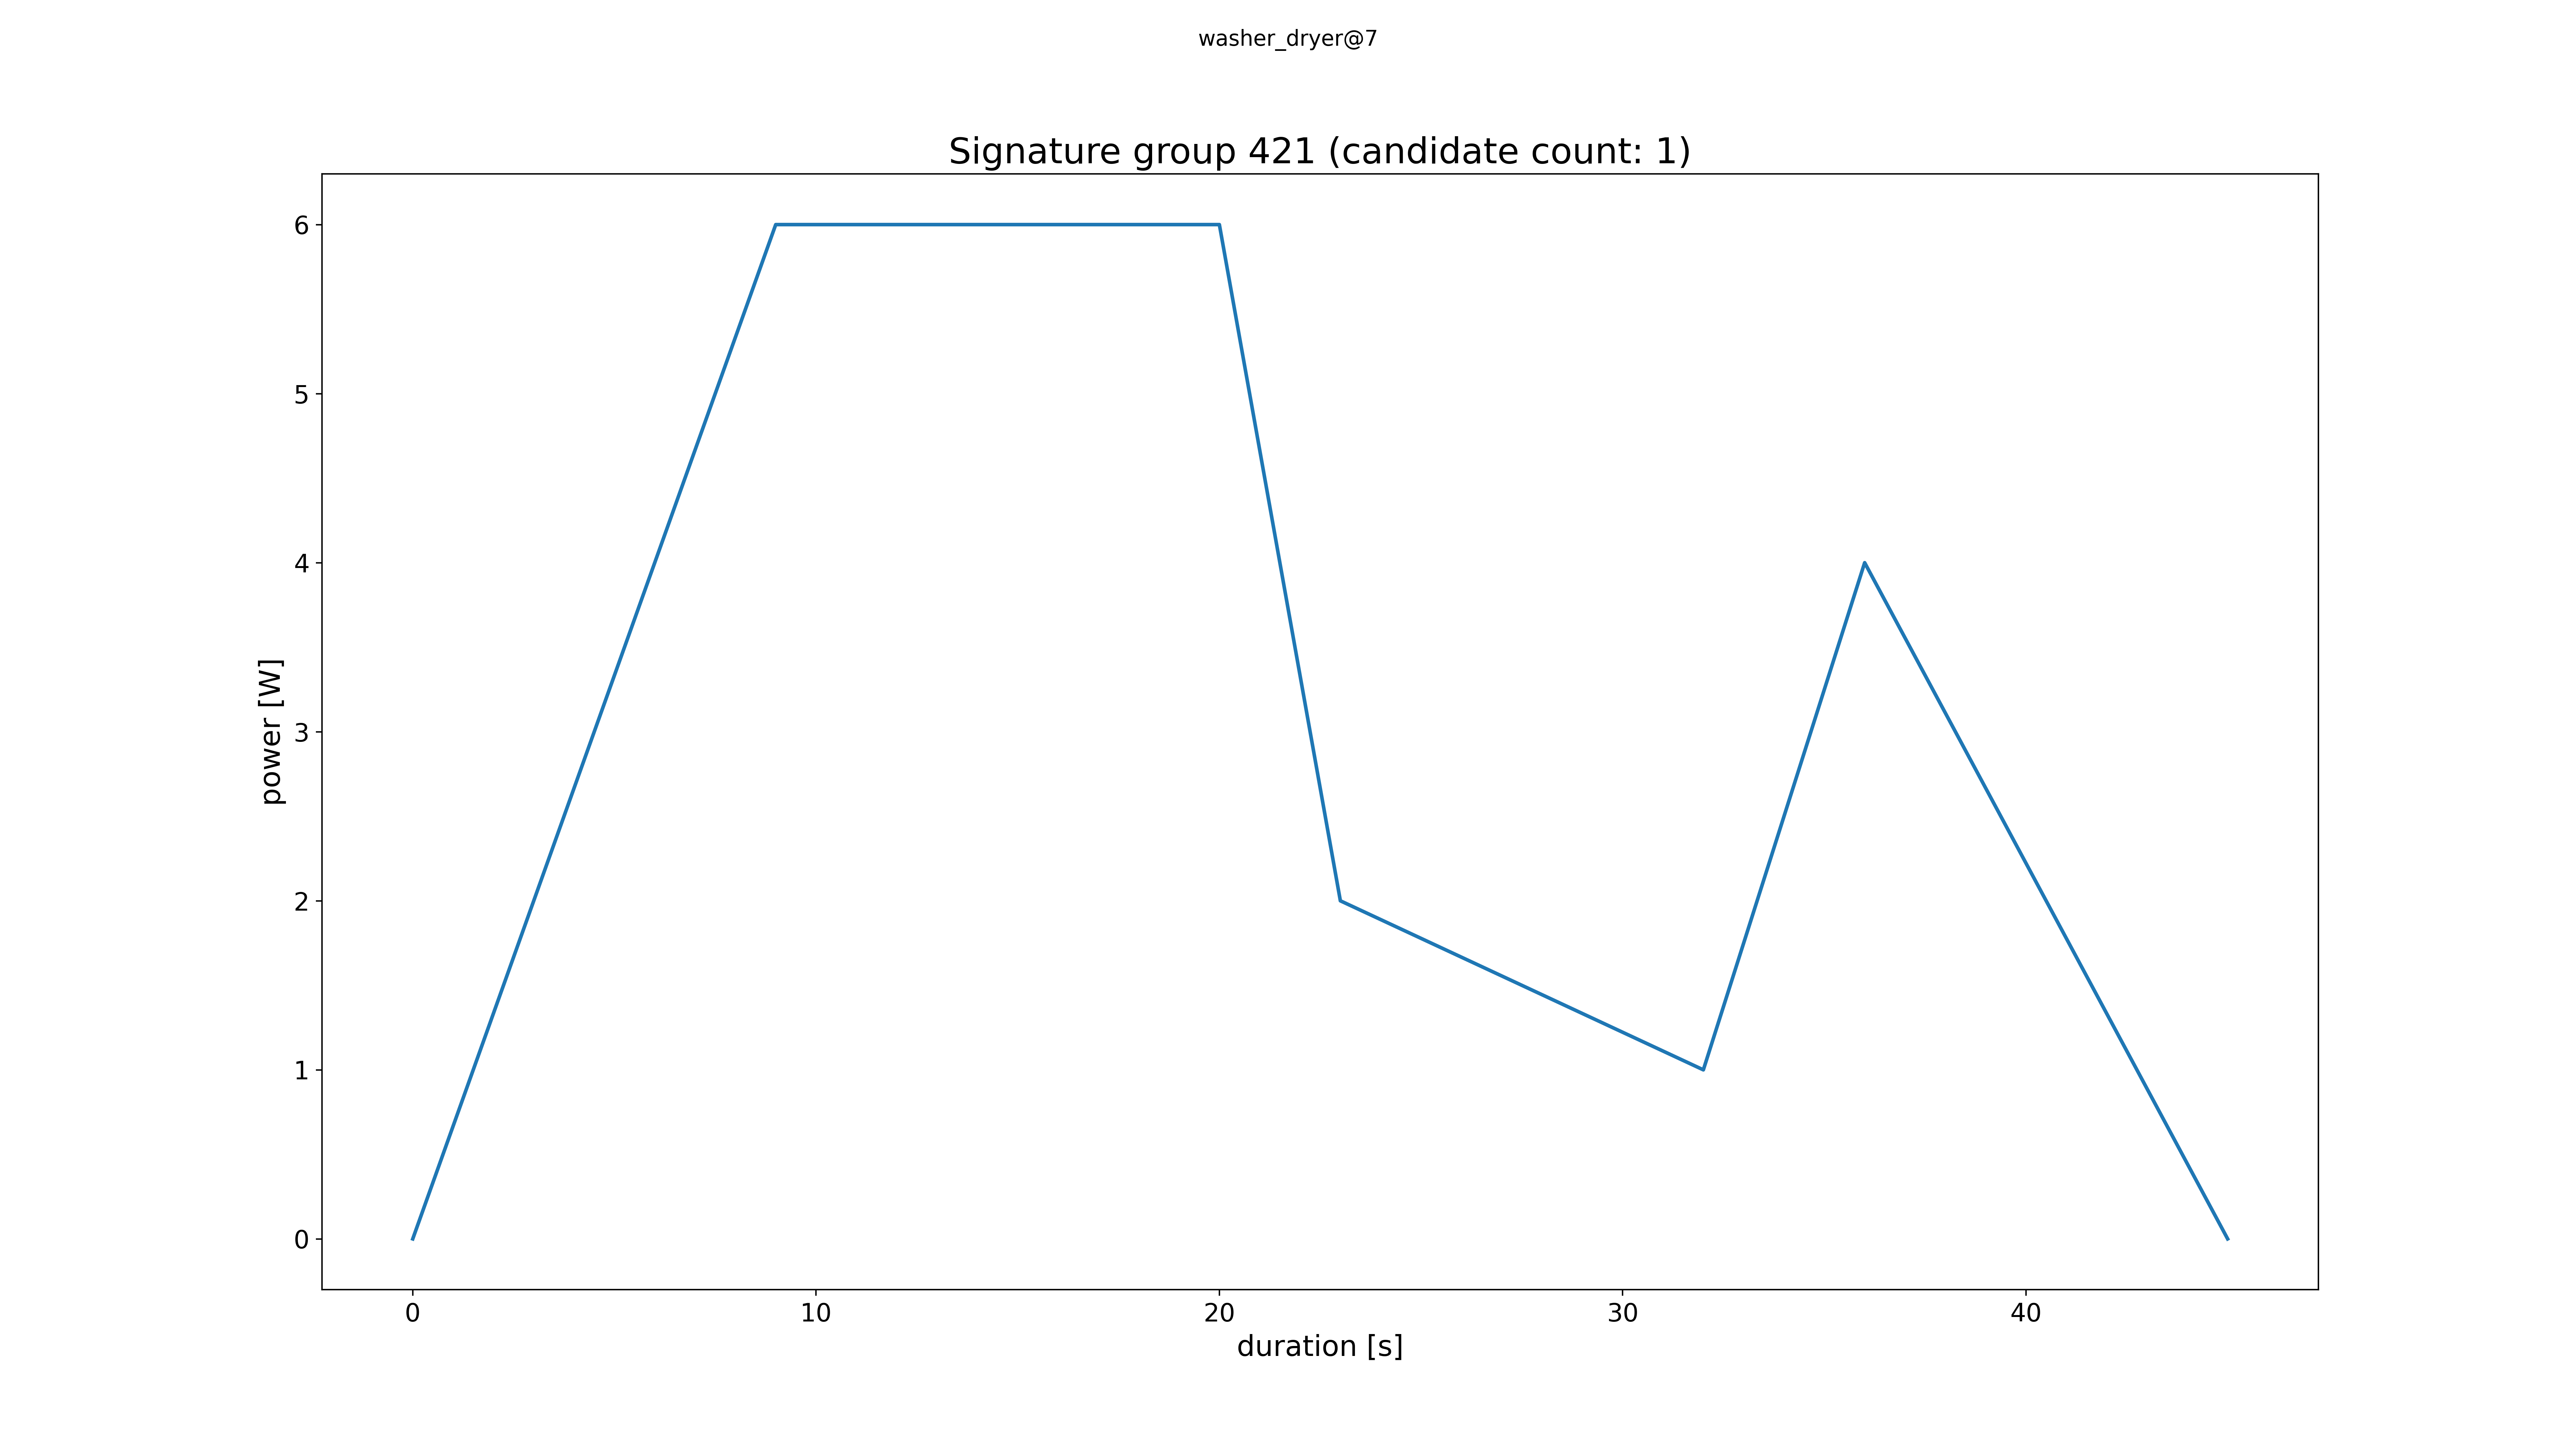 washer_dryer@7
Signature group 421 (candidate count: 1)
6
5
4
3
2
1
0
power [W]
0 10 20 30 40
duration [s]